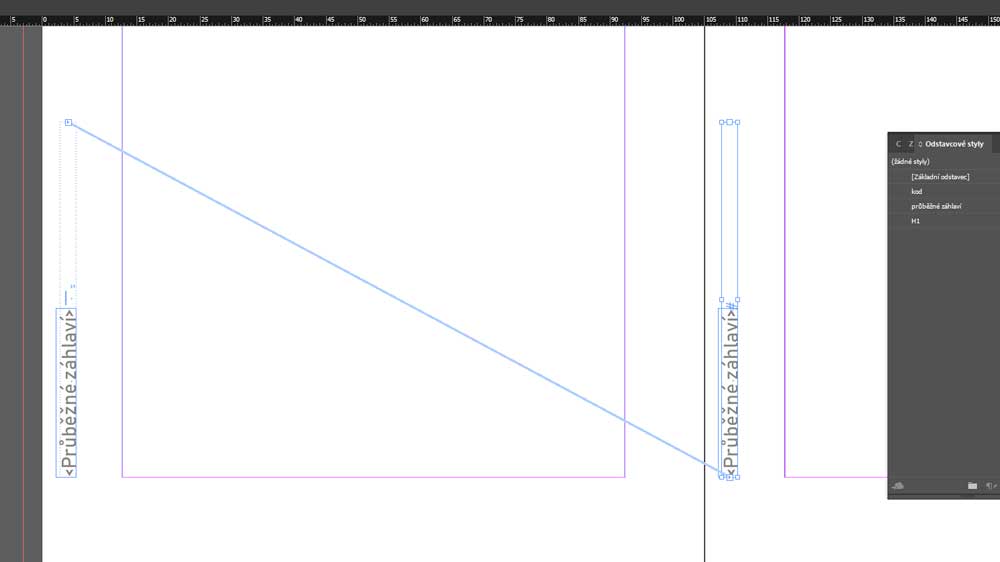 5 0 5 10 15 20 25 30 35 40 45 50 55 60 65 70 75 80 85 90 95 100 105 110 115 120 125 130 135 140 145 150
C Z Odstavcové styly
(žádné styly)
[Základní odstavec]
kod
průběžné záhlaví
H1
<Průběžné záhlaví>
<Průběžné záhlaví>
#